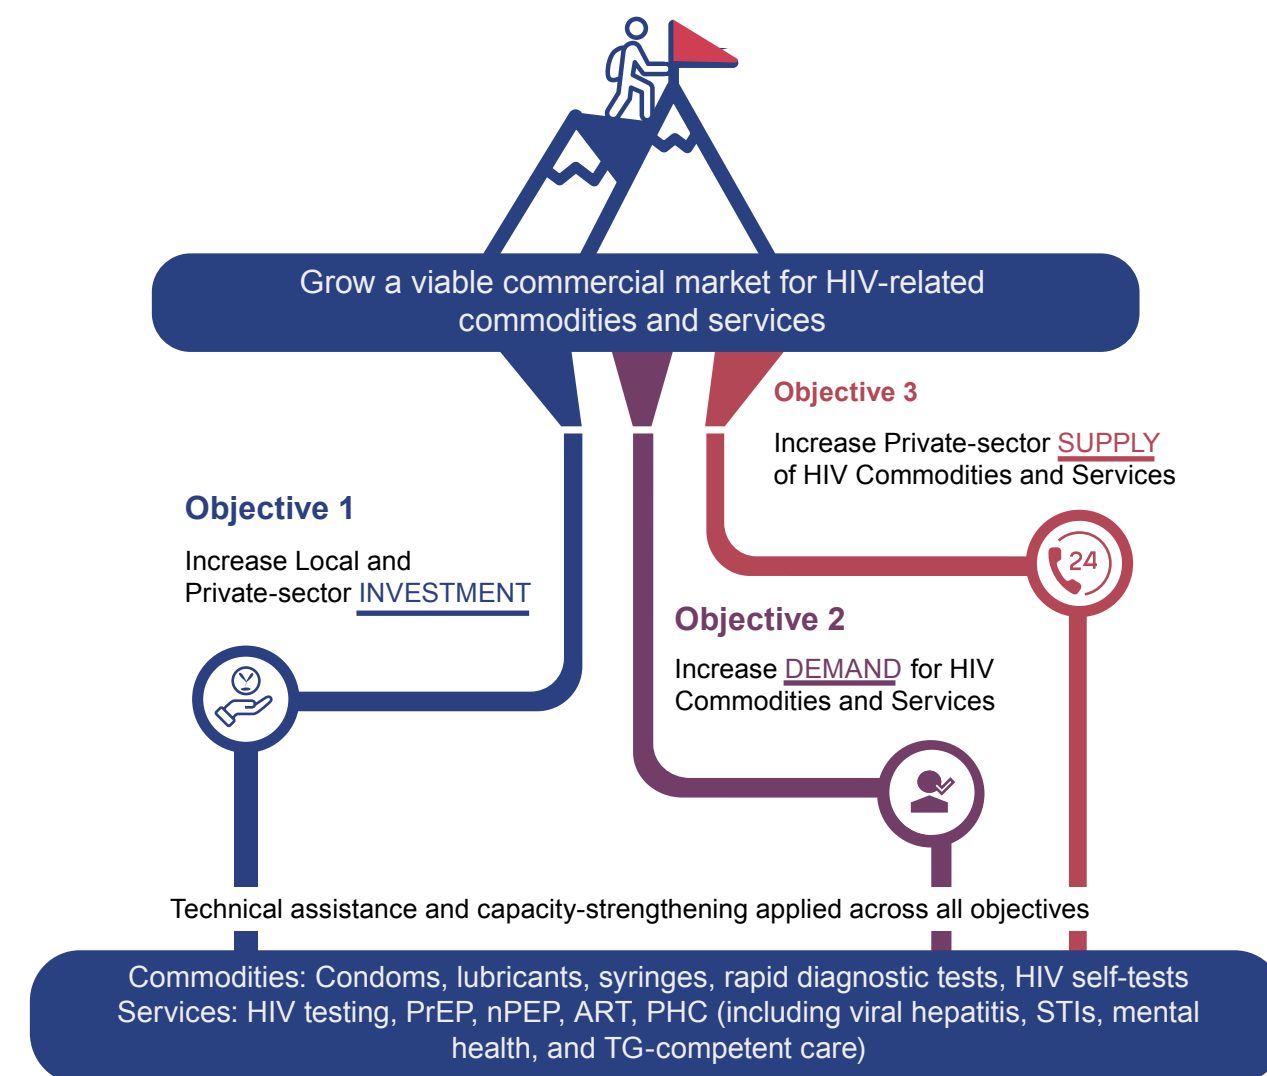 Grow a viable commercial market for HIV-related
commodities and services
Objective 3
Increase Private-sector SUPPLY
of HIV Commodities and Services
24
Objective 1
Increase Local and
Private-sector INVESTMENT
Objective 2
Increase DEMAND for HIV
Commodities and Services
Technical assistance and capacity-strengthening applied across all objectives
Commodities: Condoms, lubricants, syringes, rapid diagnostic tests, HIV self-tests
Services: HIV testing, PrEP, nPEP, ART, PHC (including viral hepatitis, STIs, mental
health, and TG-competent care)